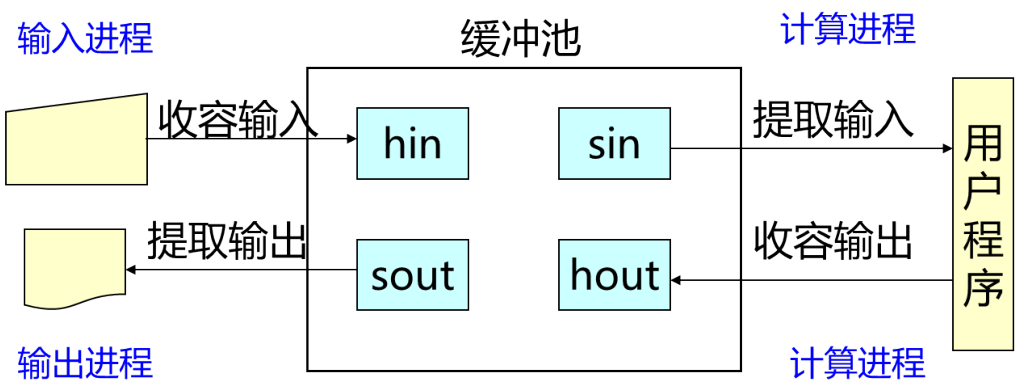 输入进程
缓冲池
计算进程
收容输入
hin
sin
提取输入
用户程序
提取输出
sout
hout
收容输出
输出进程
计算进程